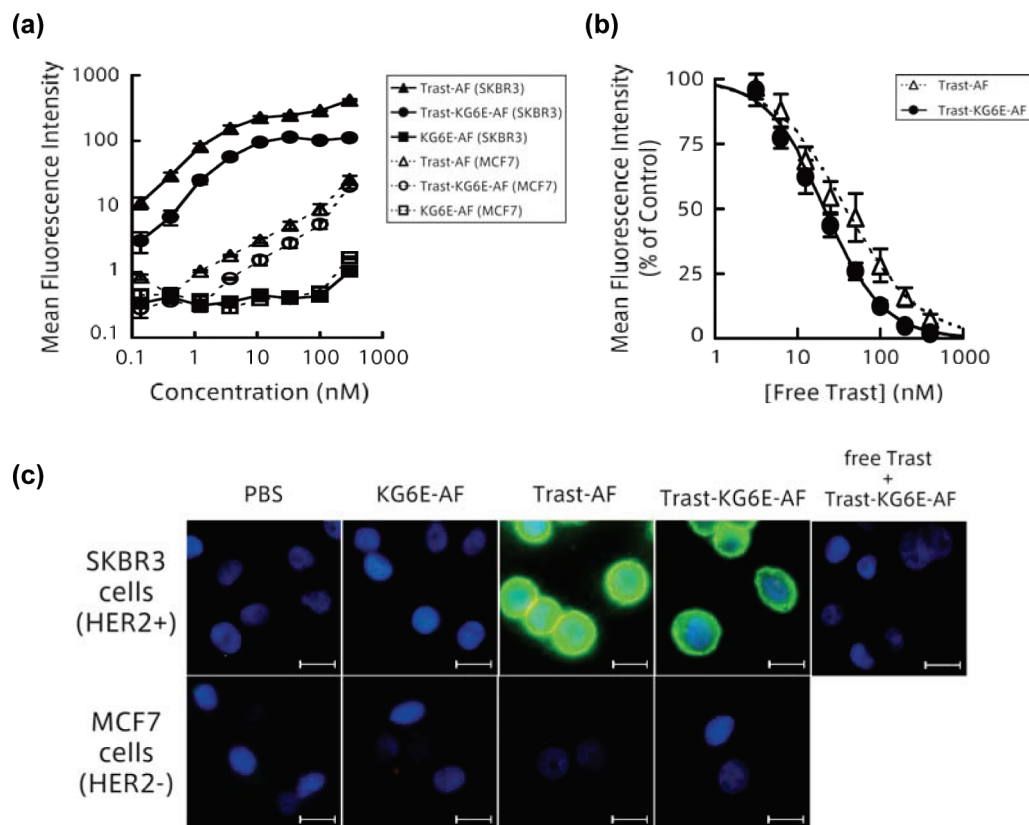 (a)
Mean Fluorescence Intensity
1000
100
10
1
0.1
0.1
1
10
100
1000
Concentration (nM)
Trast-AF (SKBR3)
Trast-KG6E-AF (SKBR3)
KG6E-AF (SKBR3)
Trast-AF (MCF7)
Trast-KG6E-AF (MCF7)
KG6E-AF (MCF7)
(b)
Mean Fluorescence Intensity
(% of Control)
100
75
50
25
0
1
10
100
1000
[Free Trast] (nM)
Trast-AF
Trast-KG6E-AF
(c)
PBS
KG6E-AF
Trast-AF
Trast-KG6E-AF
free Trast
+
Trast-KG6E-AF
SKBR3
cells
(HER2+)
MCF7
cells
(HER2-)